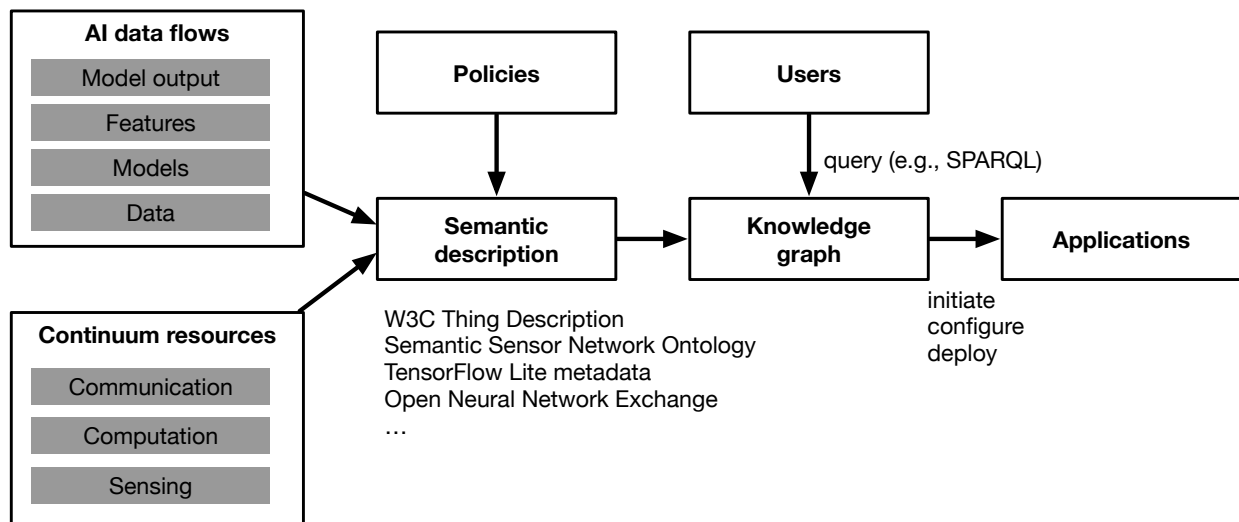 AI data flows
Model output
Features
Models
Data
Policies
Users
query (e.g., SPARQL)
Semantic
description
Knowledge
graph
Applications
initiate
configure
deploy
Continuum resources
Communication
Computation
Sensing
W3C Thing Description
Semantic Sensor Network Ontology
TensorFlow Lite metadata
Open Neural Network Exchange
…